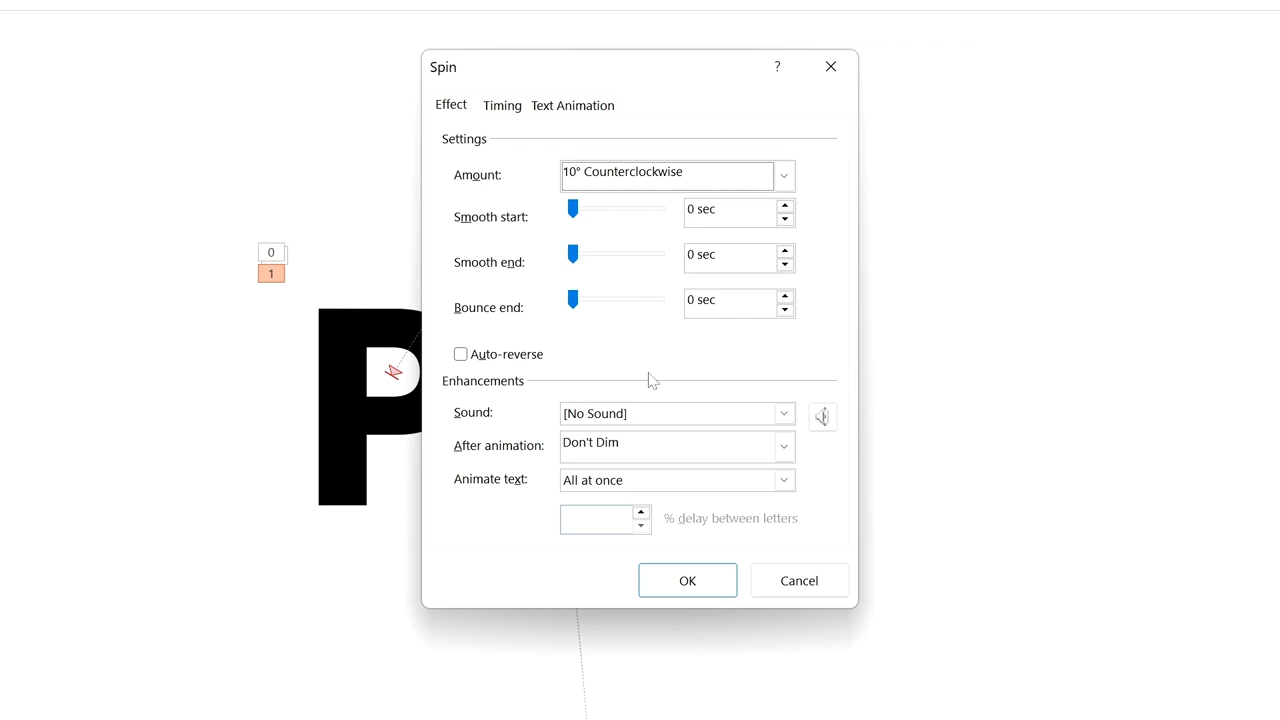 Spin ?
Effect Timing Text Animation
Settings
Amount: 10° Counterclockwise
Smooth start: 0 sec
0
Smooth end: 0 sec
1
Bounce end: 0 sec
P
Auto-reverse
Enhancements
Sound: [No Sound]
After animation: Don't Dim
Animate text: All at once
% delay between letters
OK Cancel